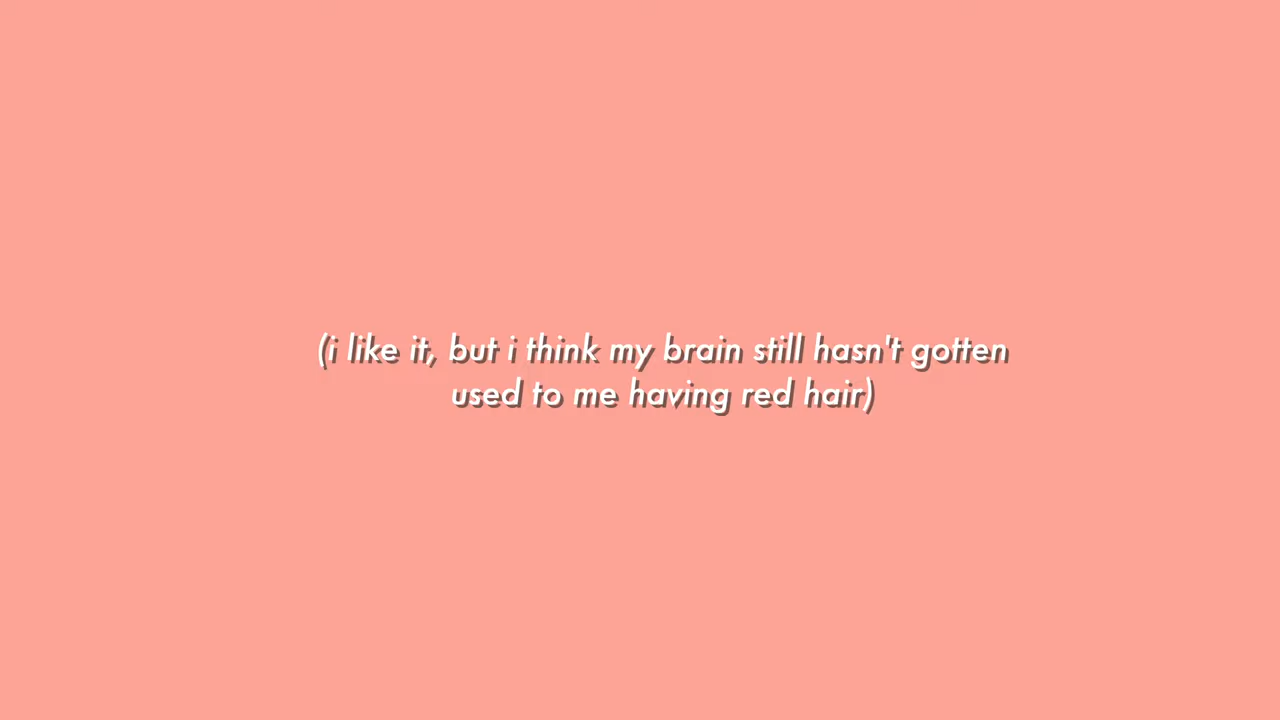 (i like it, but i think my brain still hasn't gotten
used to me having red hair)